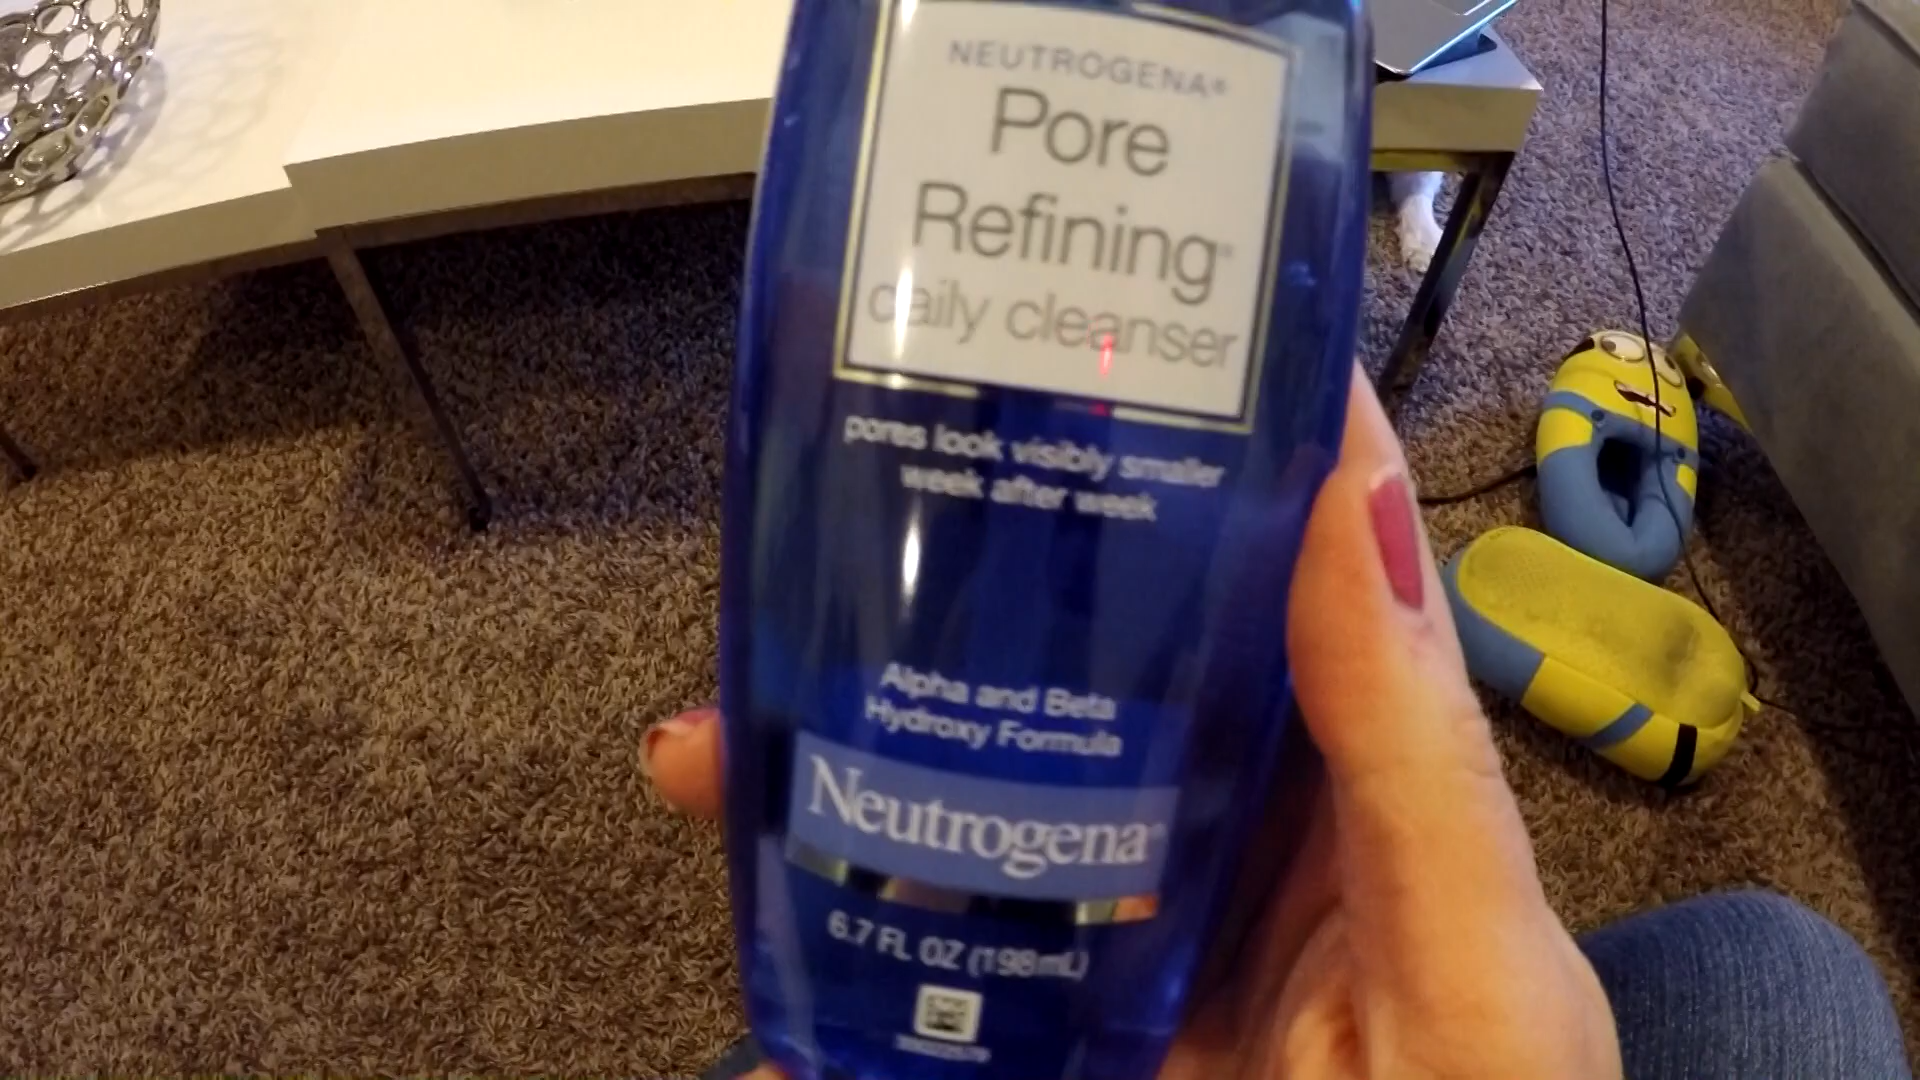 NEUTROGENA®
Pore
Refining®
daily cleanser
pores look visibly smaller
week after week
Alpha and Beta
Hydroxy Formula
Neutrogena®
6.7 FL OZ (198mL)